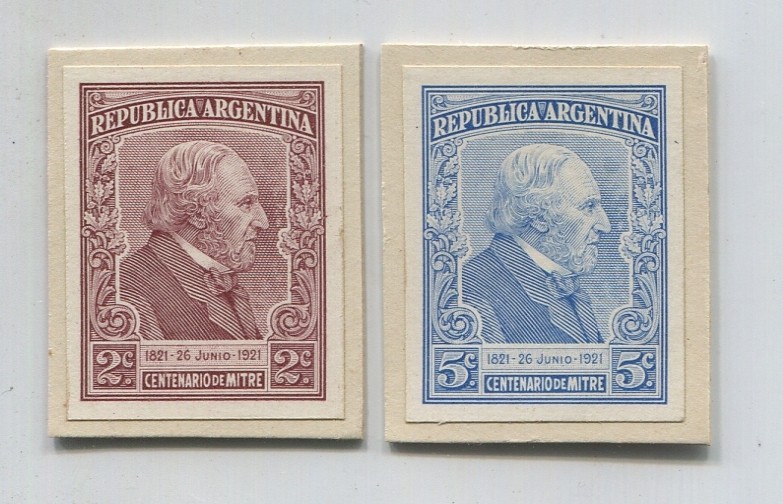 REPUBLICA ARGENTINA
2c 2c
1821-26 JUNIO-1921
CENTENARIO DE MITRE
REPUBLICA ARGENTINA
5c 5c
1821-26 JUNIO-1921
CENTENARIO DE MITRE